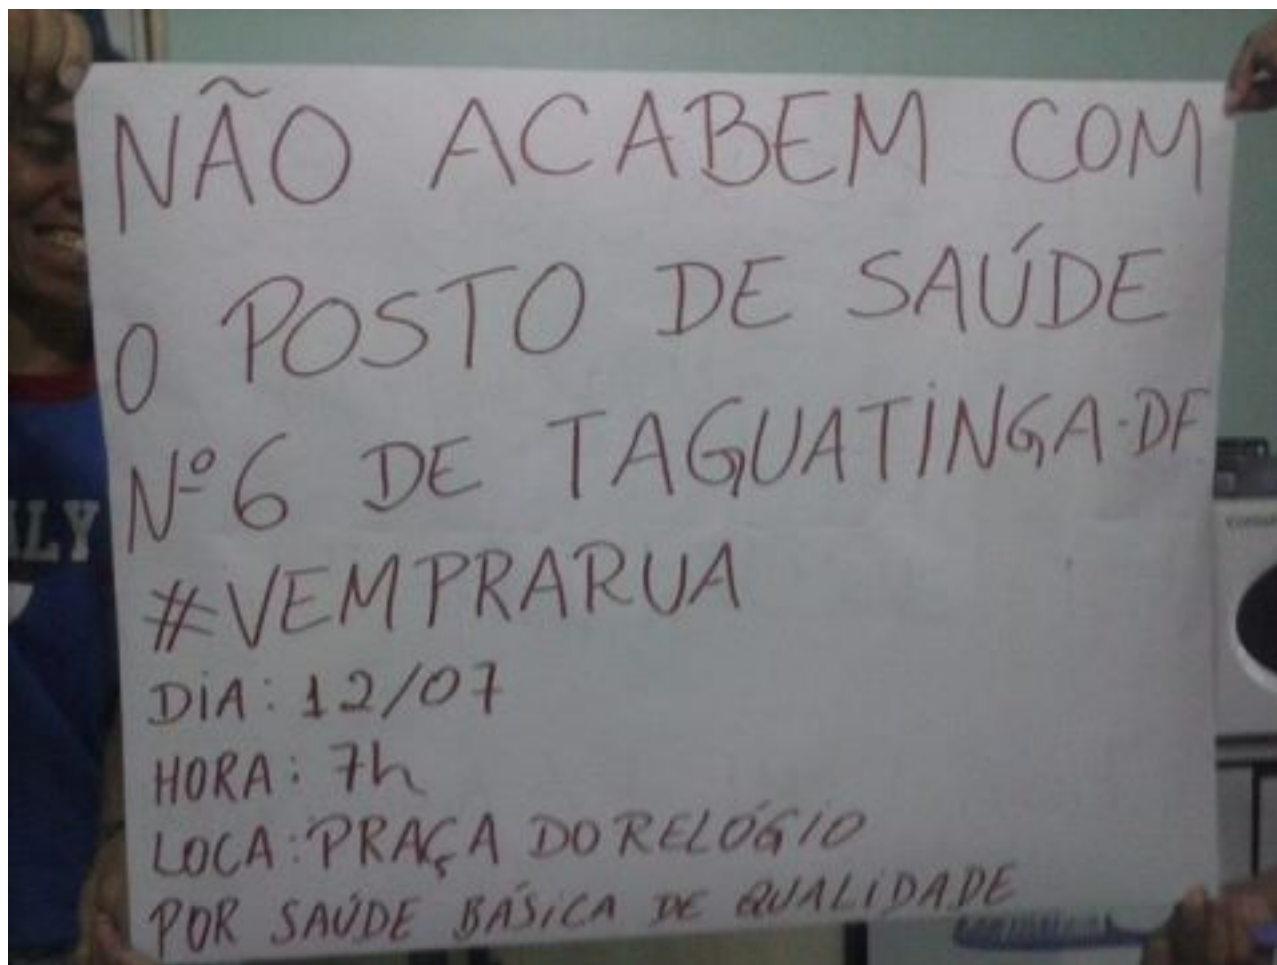 NÃO ACABEM COM
O POSTO DE SAÚDE
Nº6 DE TAGUATINGA-DF
#VEMPRARUA
DIA: 12/07
HORA: 7h
LOCA: PRAÇA DO RELÓGIO
POR SAÚDE BÁSICA DE QUALIDADE
LY